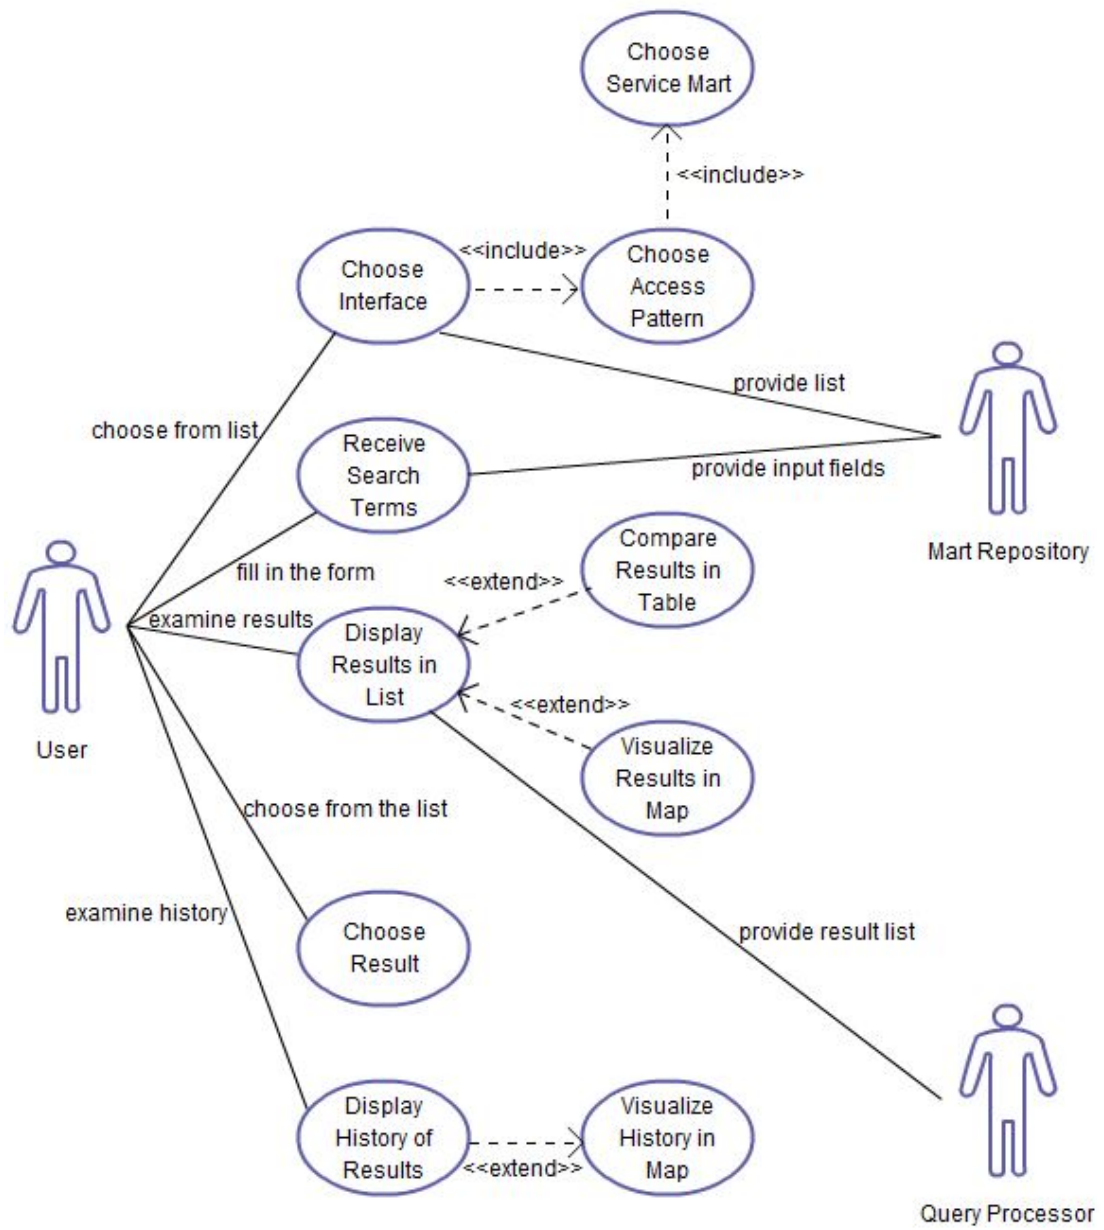 Choose
Service Mart
<<include>>
<<include>>
Choose
Interface
Choose
Access
Pattern
provide list
choose from list
Receive
Search
Terms
provide input fields
Mart Repository
fill in the form
<<extend>>
Compare
Results in
Table
examine results
Display
Results in
List
<<extend>>
User
Visualize
Results in
Map
choose from the list
examine history
provide result list
Choose
Result
Display
History of
Results
<<extend>>
Visualize
History in
Map
Query Processor